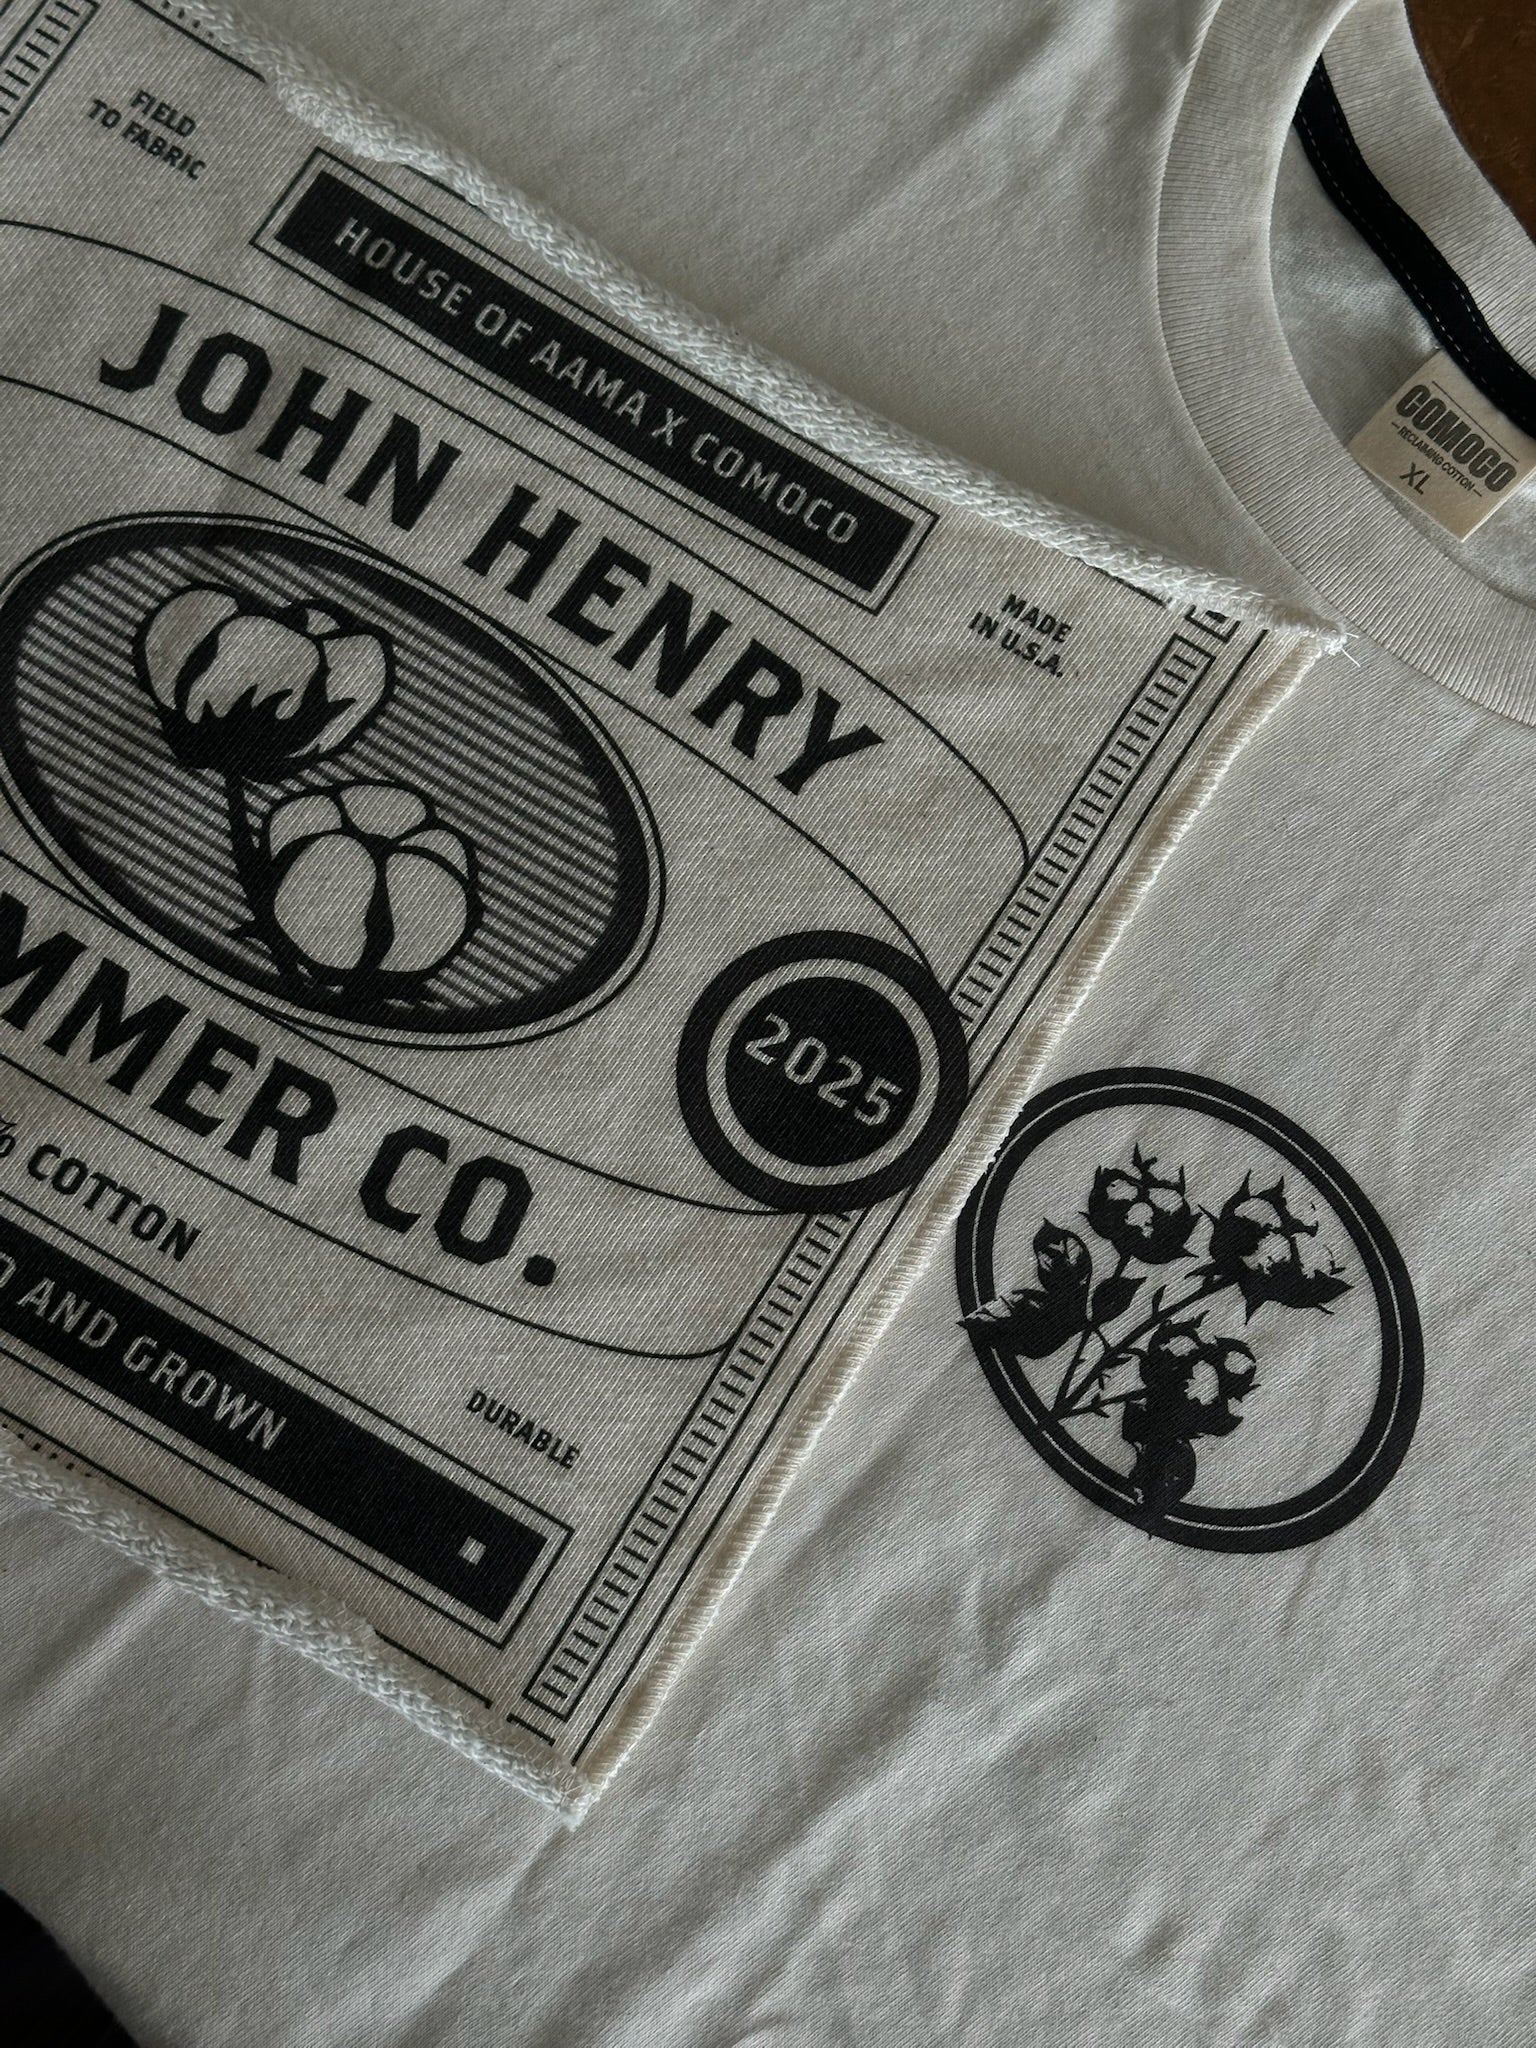 FIELD
TO FABRIC
HOUSE OF AAMA X COMOCO
MADE
IN U.S.A.
JOHN HENRY
MMER CO.
2025
% COTTON
AND GROWN
DURABLE
COMOCO
—RECLAIMING COTTON—
XL